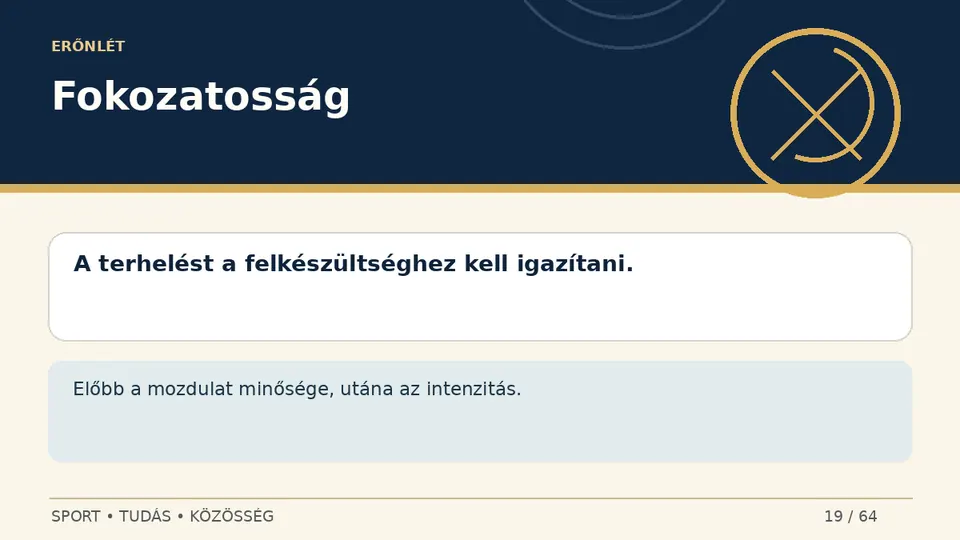 ERŐNLÉT
Fokozatosság
A terhelést a felkészültséghez kell igazítani.
Előbb a mozdulat minősége, utána az intenzitás.
SPORT • TUDÁS • KÖZÖSSÉG
19 / 64